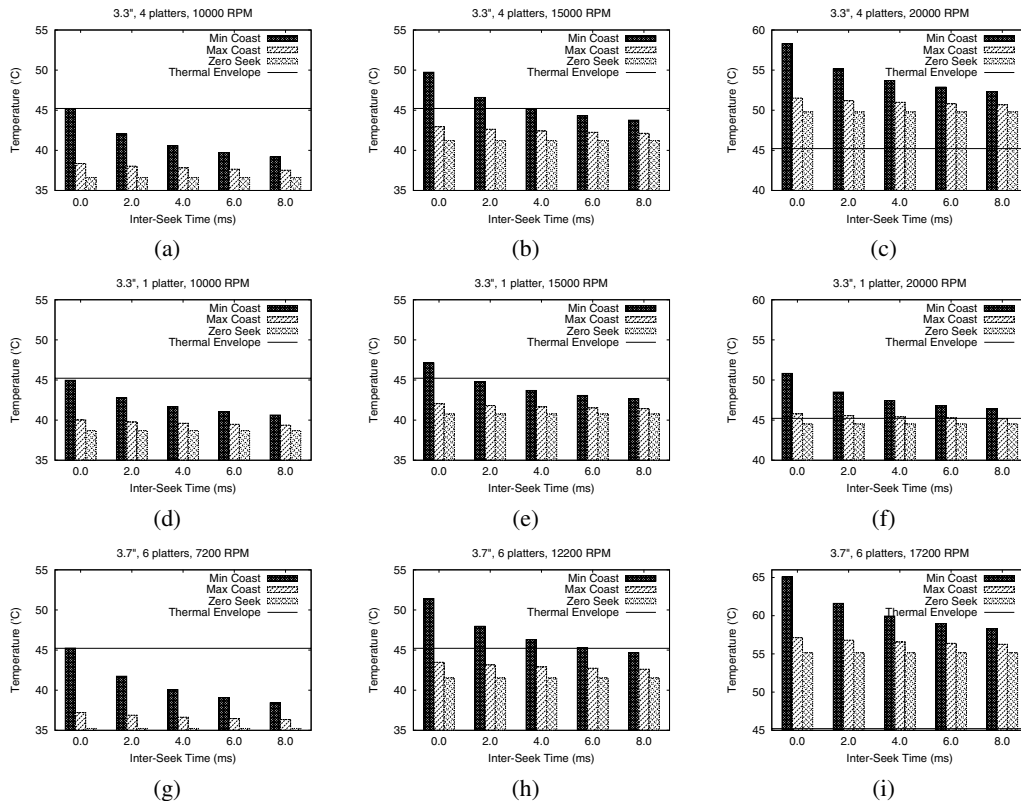 3.3", 4 platters, 10000 RPM
55
50
45
40
35
Temperature (°C)
Min Coast
Max Coast
Zero Seek
Thermal Envelope
0.0 2.0 4.0 6.0 8.0
Inter-Seek Time (ms)
(a)
3.3", 4 platters, 15000 RPM
55
50
45
40
35
Temperature (°C)
Min Coast
Max Coast
Zero Seek
Thermal Envelope
0.0 2.0 4.0 6.0 8.0
Inter-Seek Time (ms)
(b)
3.3", 4 platters, 20000 RPM
60
55
50
45
40
Temperature (°C)
Min Coast
Max Coast
Zero Seek
Thermal Envelope
0.0 2.0 4.0 6.0 8.0
Inter-Seek Time (ms)
(c)
3.3", 1 platter, 10000 RPM
55
50
45
40
35
Temperature (°C)
Min Coast
Max Coast
Zero Seek
Thermal Envelope
0.0 2.0 4.0 6.0 8.0
Inter-Seek Time (ms)
(d)
3.3", 1 platter, 15000 RPM
55
50
45
40
35
Temperature (°C)
Min Coast
Max Coast
Zero Seek
Thermal Envelope
0.0 2.0 4.0 6.0 8.0
Inter-Seek Time (ms)
(e)
3.3", 1 platter, 20000 RPM
60
55
50
45
40
Temperature (°C)
Min Coast
Max Coast
Zero Seek
Thermal Envelope
0.0 2.0 4.0 6.0 8.0
Inter-Seek Time (ms)
(f)
3.7", 6 platters, 7200 RPM
55
50
45
40
35
Temperature (°C)
Min Coast
Max Coast
Zero Seek
Thermal Envelope
0.0 2.0 4.0 6.0 8.0
Inter-Seek Time (ms)
(g)
3.7", 6 platters, 12200 RPM
55
50
45
40
35
Temperature (°C)
Min Coast
Max Coast
Zero Seek
Thermal Envelope
0.0 2.0 4.0 6.0 8.0
Inter-Seek Time (ms)
(h)
3.7", 6 platters, 17200 RPM
65
60
55
50
45
Temperature (°C)
Min Coast
Max Coast
Zero Seek
Thermal Envelope
0.0 2.0 4.0 6.0 8.0
Inter-Seek Time (ms)
(i)